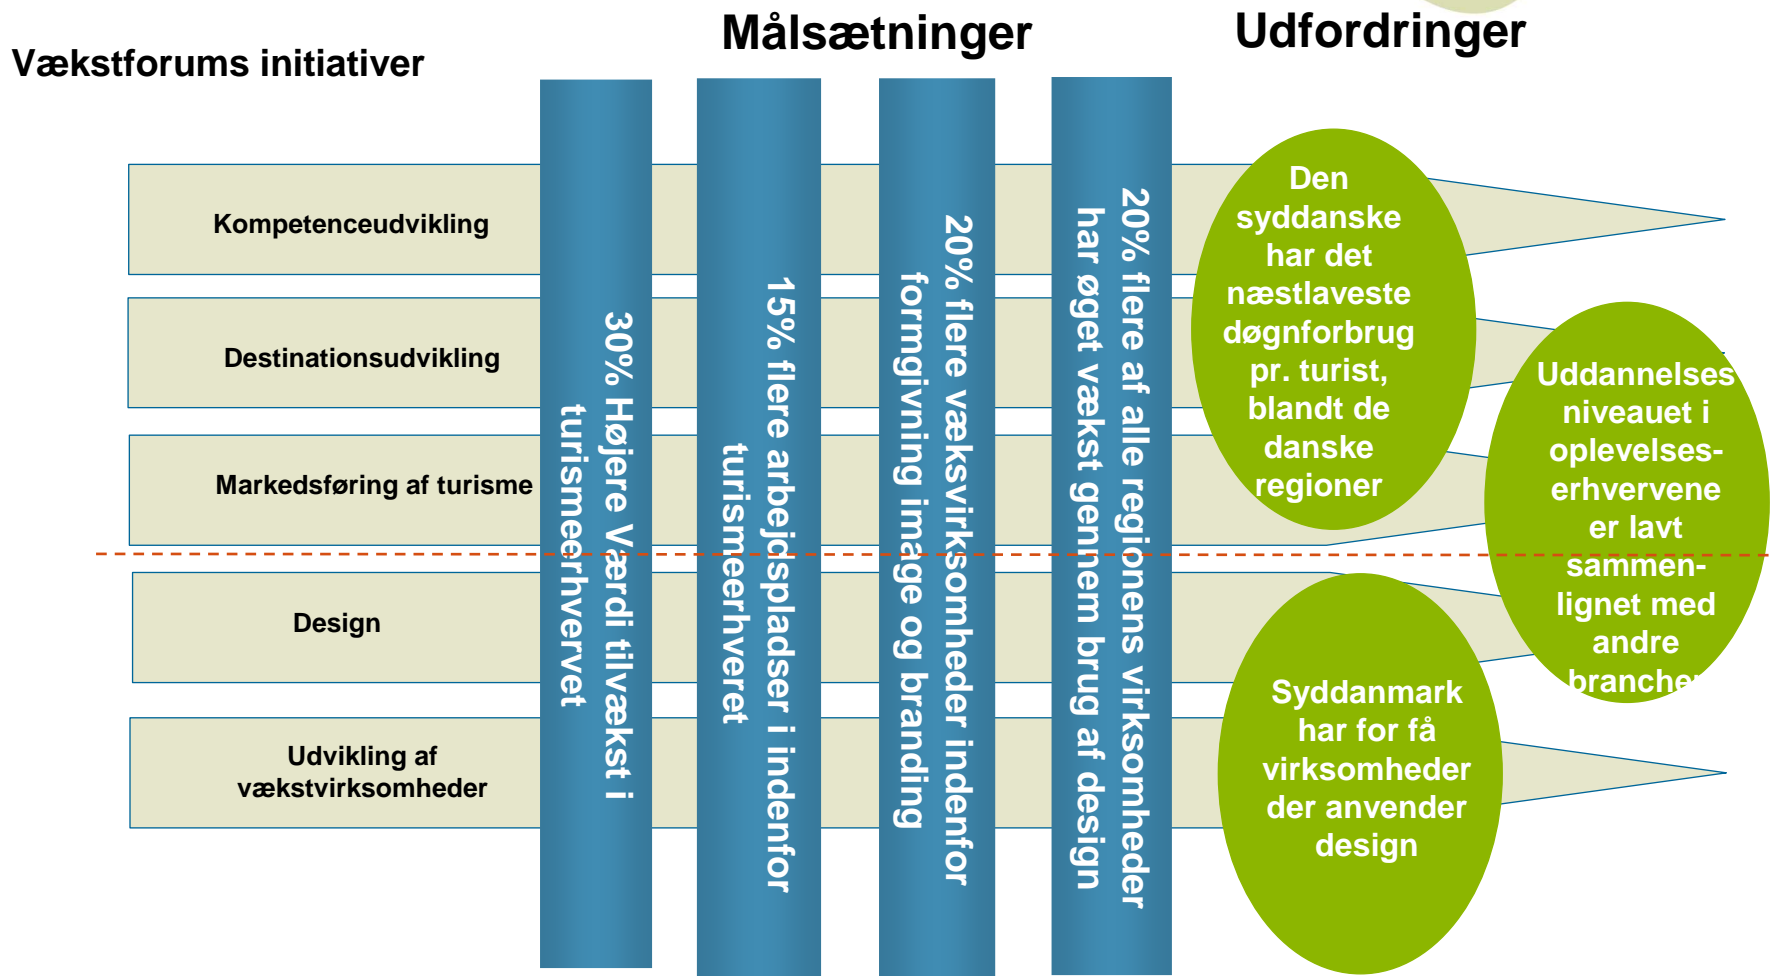 Målsætninger
Udfordringer
Vækstforums initiativer
Kompetenceudvikling
Destinationsudvikling
Markedsføring af turisme
Design
Udvikling af
vækstvirksomheder
30% Højere Værdi tilvækst i
turismeerhvervet
15% flere arbejdspladser i indenfor
turismeerhveret
20% flere væksvirksomheder indenfor
formgivning image og branding
20% flere af alle regionens virksomheder
har øget vækst gennem brug af design
Den
syddanske
har det
næstlaveste
døgnforbrug
pr. turist,
blandt de
danske
regioner
Uddannelses
niveauet i
oplevelses-
erhvervene
er lavt
sammen-
lignet med
andre
brancher
Syddanmark
har for få
virksomheder
der anvender
design